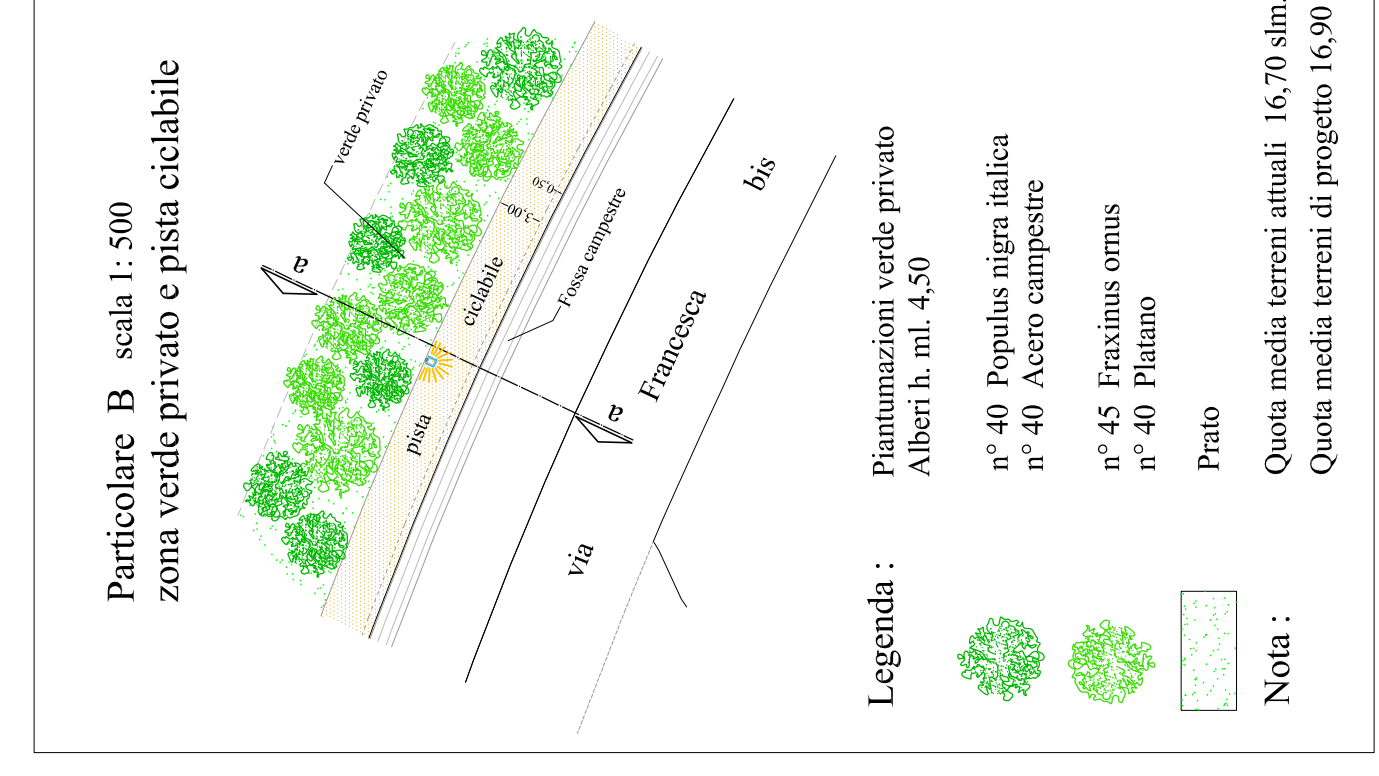 Particolare B scala 1: 500
zona verde privato e pista ciclabile
verde privato
a
-0,50
-3,00
pista
ciclabile
Fossa campestre
a
via
Francesca
bis
Legenda :
Piantumazioni verde privato
Alberi h. ml. 4,50
n° 40 Populus nigra italica
n° 40 Acero campestre
n° 45 Fraxinus ornus
n° 40 Platano
Prato
Nota :
Quota media terreni attuali 16,70 slm.
Quota media terreni di progetto 16,90